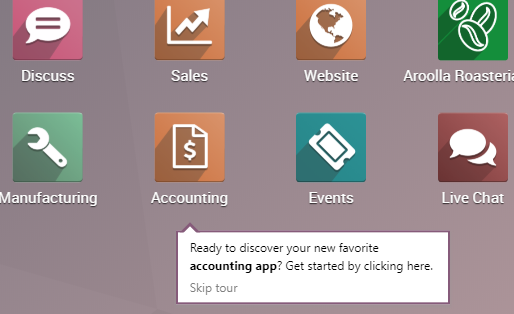 Discuss
Sales
Website
Aroolla Roasteria
Manufacturing
Accounting
Events
Live Chat
Ready to discover your new favorite
accounting app? Get started by clicking here.
Skip tour